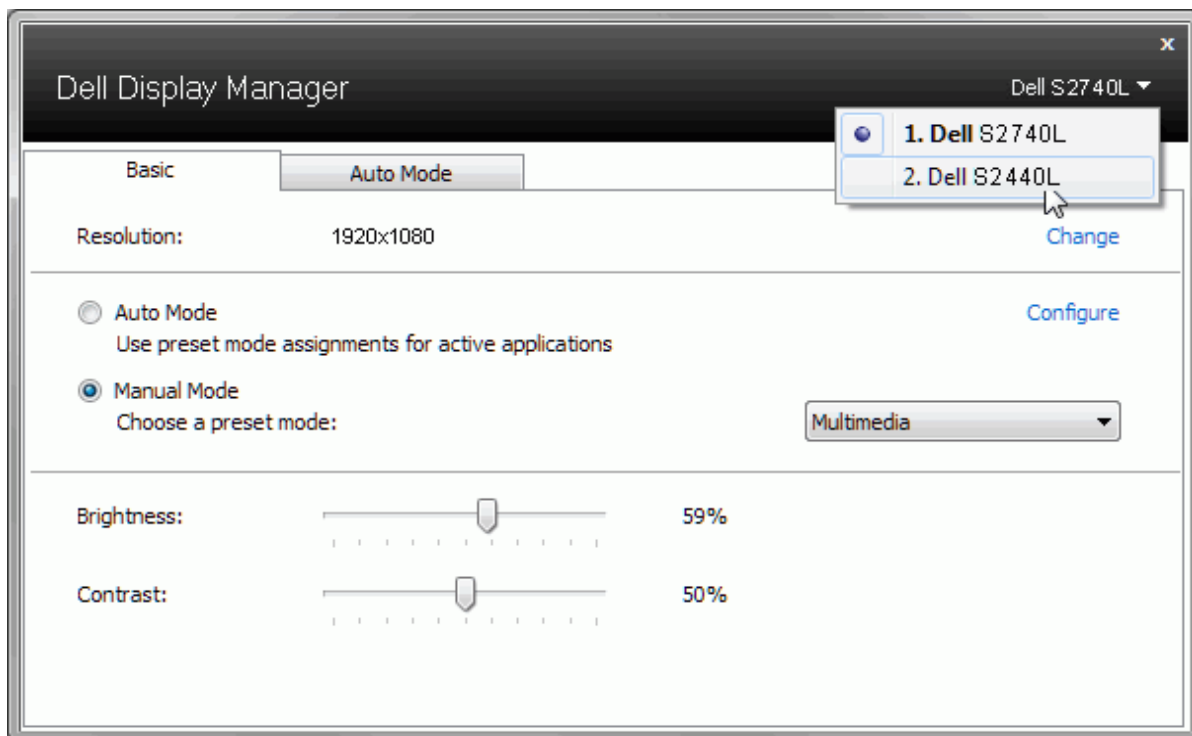 x
Dell Display Manager
Dell S2740L
1. Dell S2740L
2. Dell S2440L
Basic
Auto Mode
Resolution: 1920x1080 Change
Auto Mode Configure
Use preset mode assignments for active applications
Manual Mode
Choose a preset mode: Multimedia
Brightness: 59%
Contrast: 50%